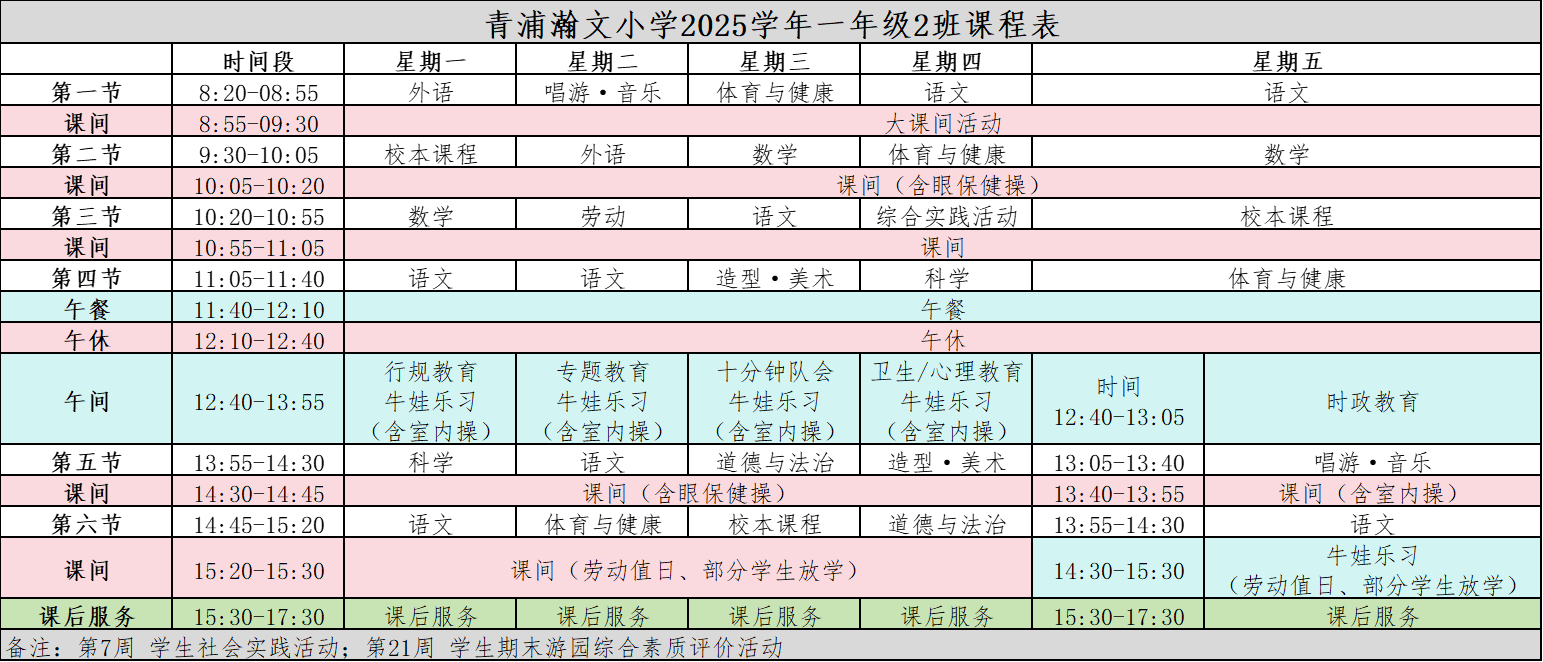 青浦瀚文小学2025学年一年级2班课程表
时间段 星期一 星期二 星期三 星期四 星期五
第一节 8:20-08:55 外语 唱游·音乐 体育与健康 语文 语文
课间 8:55-09:30 大课间活动
第二节 9:30-10:05 校本课程 外语 数学 体育与健康 数学
课间 10:05-10:20 课间（含眼保健操）
第三节 10:20-10:55 数学 劳动 语文 综合实践活动 校本课程
课间 10:55-11:05 课间
第四节 11:05-11:40 语文 语文 造型·美术 科学 体育与健康
午餐 11:40-12:10 午餐
午休 12:10-12:40 午休
午间 12:40-13:55
行规教育 专题教育 十分钟队会 卫生/心理教育
牛娃乐习 牛娃乐习 牛娃乐习 牛娃乐习
（含室内操） （含室内操） （含室内操） （含室内操）
时间
12:40-13:05
时政教育
第五节 13:55-14:30 科学 语文 道德与法治 造型·美术 13:05-13:40 唱游·音乐
课间 14:30-14:45 课间（含眼保健操） 13:40-13:55 课间（含室内操）
第六节 14:45-15:20 语文 体育与健康 校本课程 道德与法治 13:55-14:30 语文
课间 15:20-15:30 课间（劳动值日、部分学生放学） 14:30-15:30
牛娃乐习
（劳动值日、部分学生放学）
课后服务 15:30-17:30 课后服务 课后服务 课后服务 课后服务 15:30-17:30 课后服务
备注：第7周 学生社会实践活动；第21周 学生期末游园综合素质评价活动